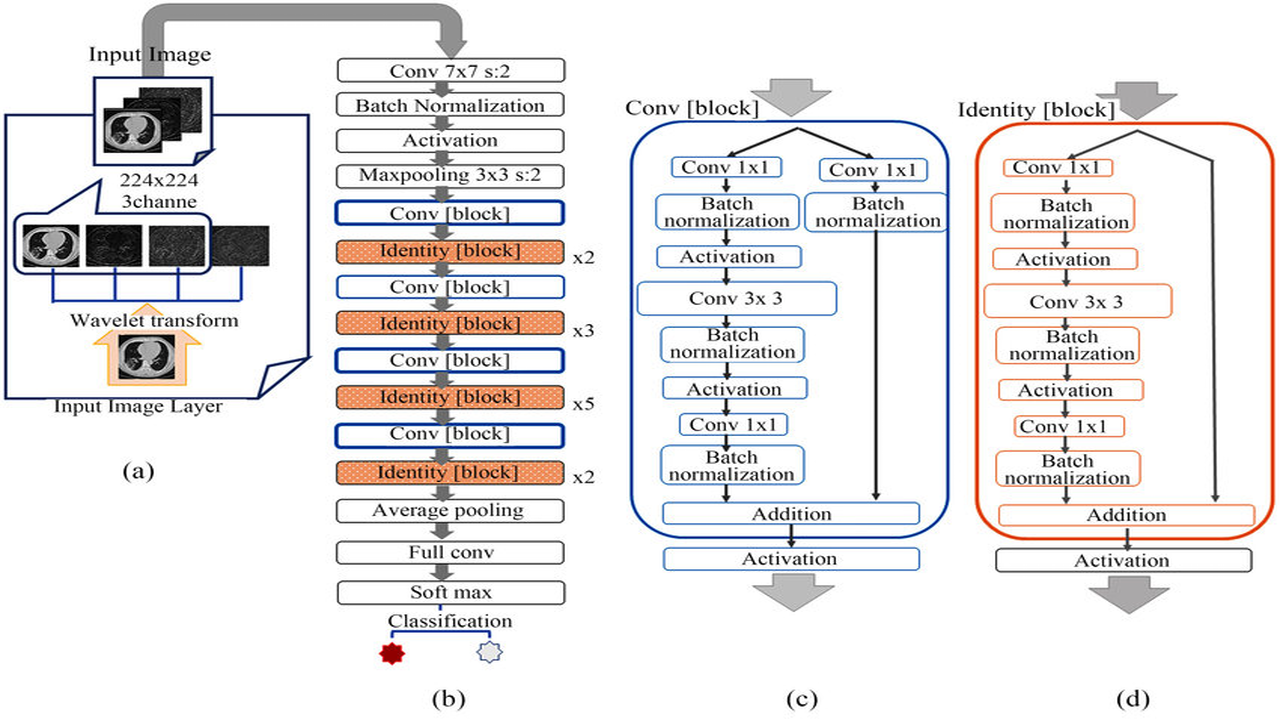 Input Image
224x224
3channe
Wavelet transform
Input Image Layer
(a)
Conv 7x7 s:2
Batch Normalization
Activation
Maxpooling 3x3 s:2
Conv [block]
Identity [block]
x2
Conv [block]
Identity [block]
x3
Conv [block]
Identity [block]
x5
Conv [block]
Identity [block]
x2
Average pooling
Full conv
Soft max
Classification
(b)
Conv [block]
Conv 1x1
Batch
normalization
Activation
Conv 3x 3
Batch
normalization
Activation
Conv 1x1
Batch
normalization
Conv 1x1
Batch
normalization
Addition
Activation
(c)
Identity [block]
Conv 1x1
Batch
normalization
Activation
Conv 3x 3
Batch
normalization
Activation
Conv 1x1
Batch
normalization
Addition
Activation
(d)